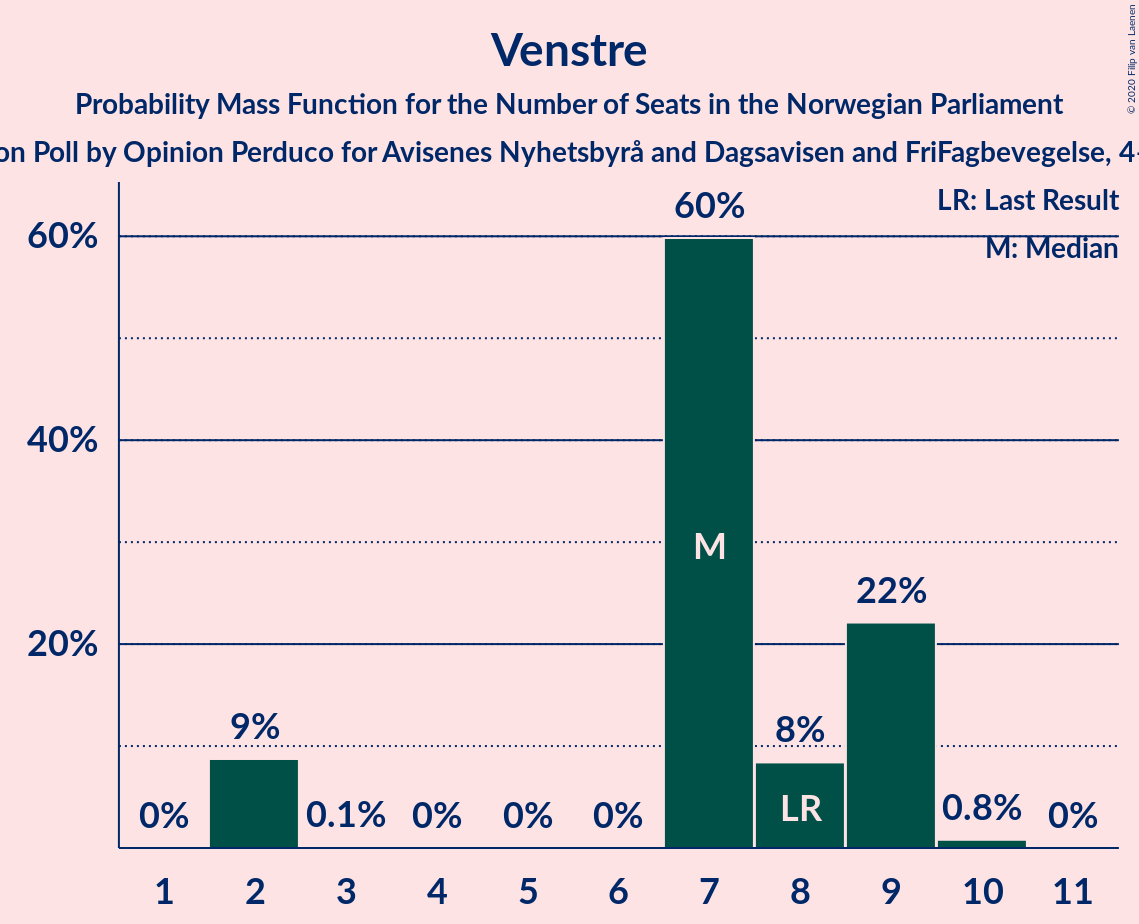 © 2020 Filip van Laenen
Venstre
Probability Mass Function for the Number of Seats in the Norwegian Parliament
on Poll by Opinion Perduco for Avisenes Nyhetsbyrå and Dagsavisen and FriFagbevegelse, 4-
LR: Last Result
M: Median
60%
40%
20%
0%
9%
0.1%
0%
0%
0%
60%
8%
22%
0.8%
0%
M
LR
1 2 3 4 5 6 7 8 9 10 11